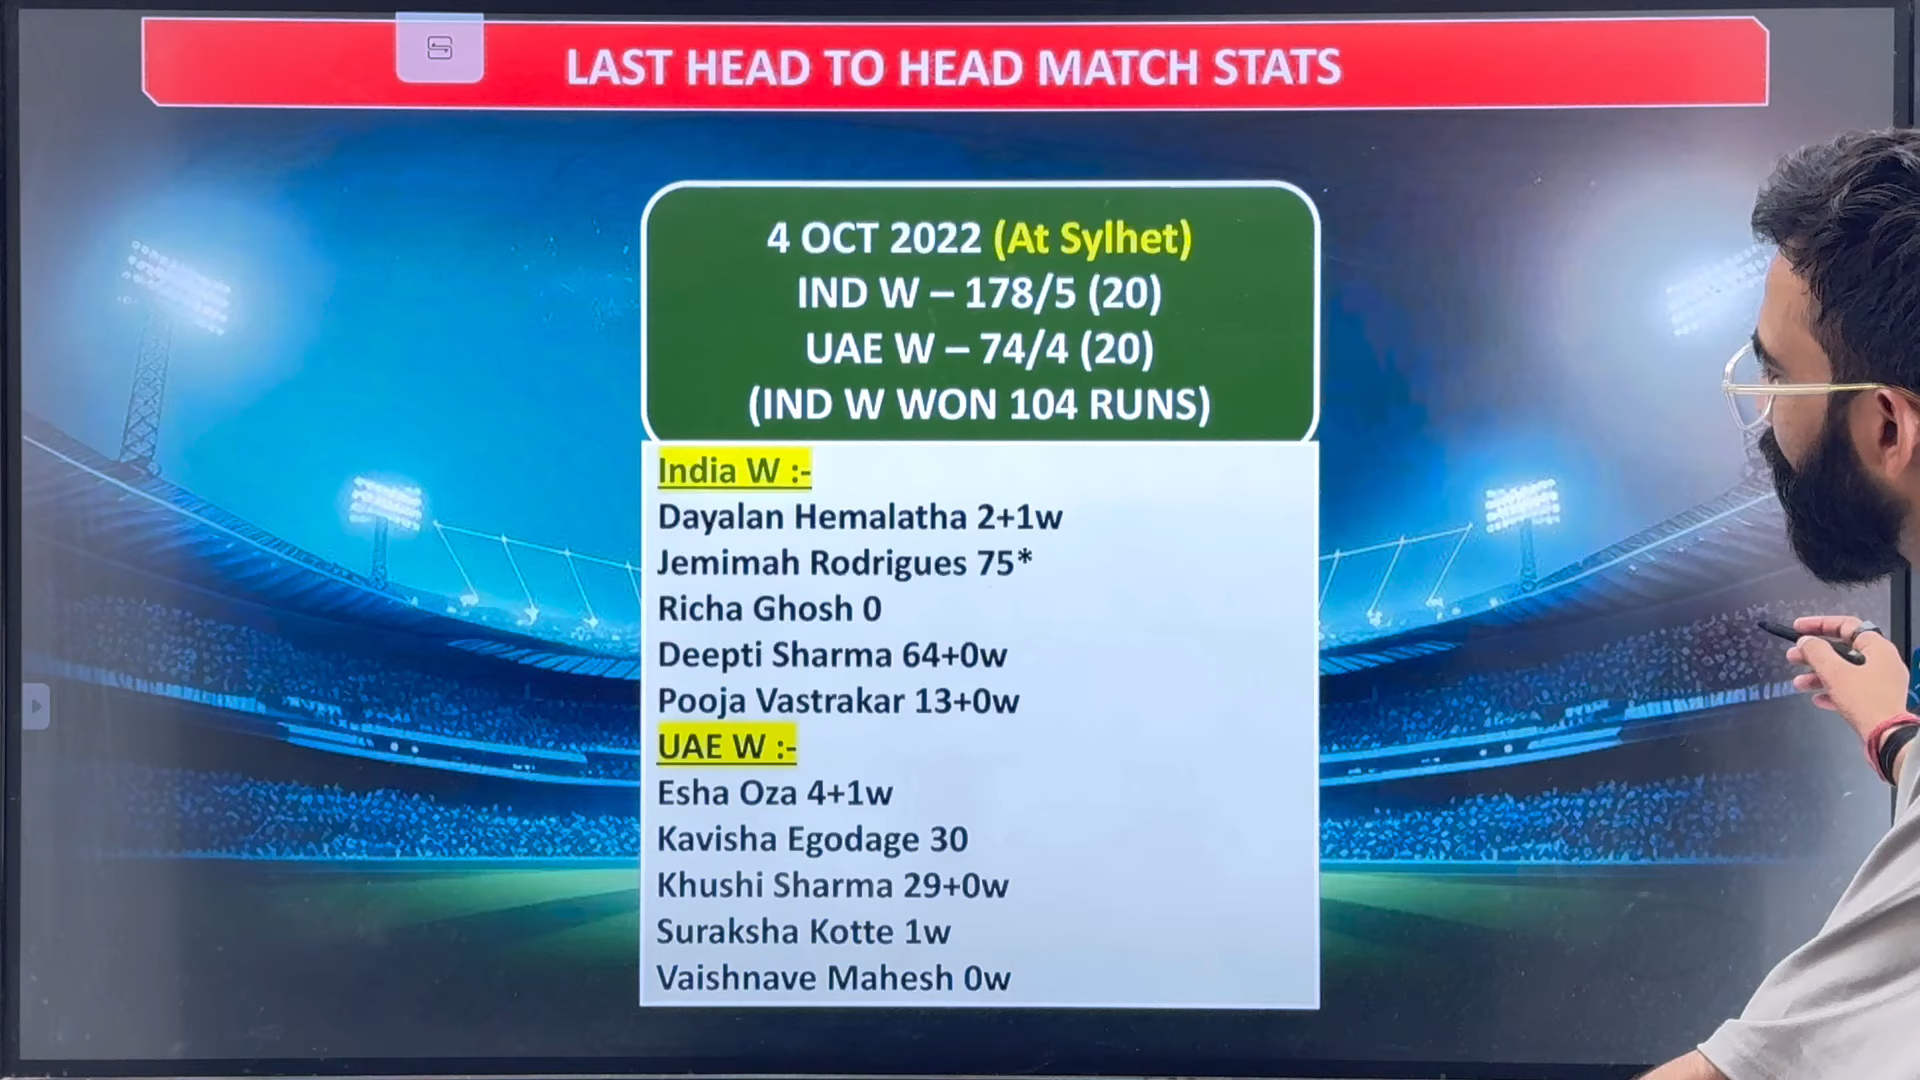 LAST HEAD TO HEAD MATCH STATS
4 OCT 2022 (At Sylhet)
IND W – 178/5 (20)
UAE W – 74/4 (20)
(IND W WON 104 RUNS)
India W :-
Dayalan Hemalatha 2+1w
Jemimah Rodrigues 75*
Richa Ghosh 0
Deepti Sharma 64+0w
Pooja Vastrakar 13+0w
UAE W :-
Esha Oza 4+1w
Kavisha Egodage 30
Khushi Sharma 29+0w
Suraksha Kotte 1w
Vaishnave Mahesh 0w